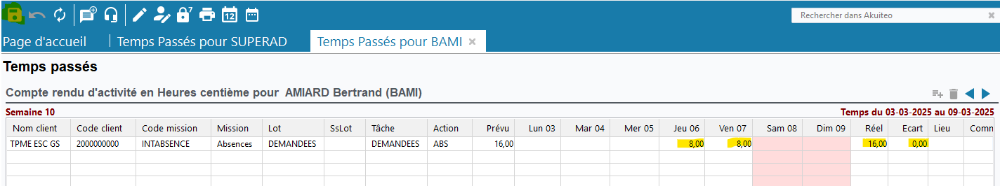 7
12
Rechercher dans Akuiteo
Page d'accueil Temps Passés pour SUPERAD Temps Passés pour BAMI
Temps passés
Compte rendu d'activité en Heures centième pour AMIARD Bertrand (BAMI)
Semaine 10 Temps du 03-03-2025 au 09-03-2025
Nom client Code client Code mission Mission Lot SsLot Tâche Action Prévu Lun 03 Mar 04 Mer 05 Jeu 06 Ven 07 Sam 08 Dim 09 Réel Ecart Lieu Comm
TPME ESC GS 2000000000 INTABSENCE Absences DEMANDEES DEMANDEES ABS 16,00 8,00 8,00 16,00 0,00